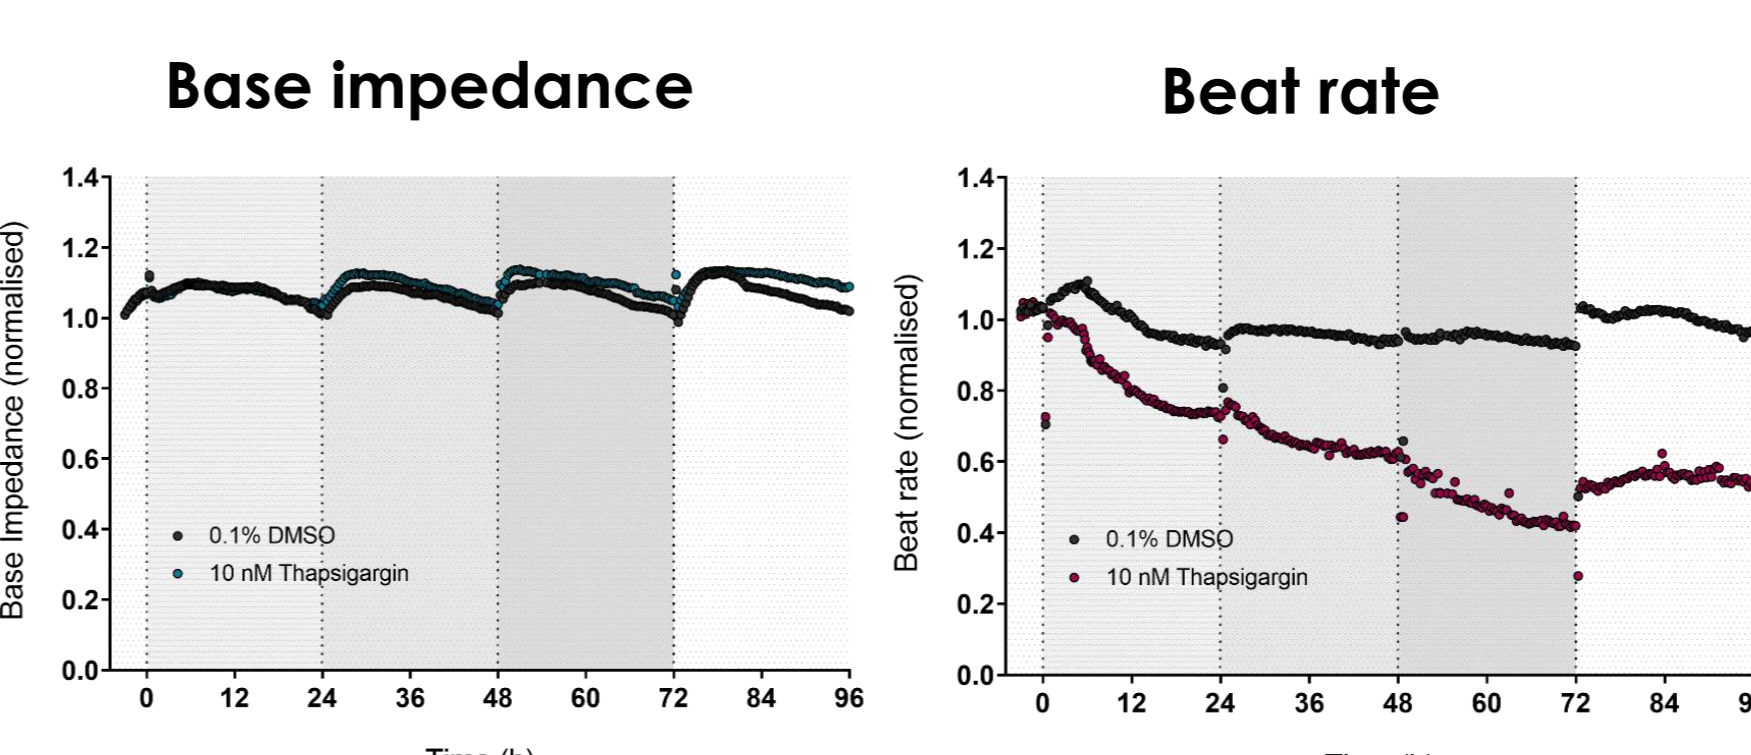 Base impedance
Beat rate
Base Impedance (normalised)
1.4
1.2
1.0
0.8
0.6
0.4
0.2
0.0
0.1% DMSO
10 nM Thapsigargin
0 12 24 36 48 60 72 84 96
Time (h)
Beat rate (normalised)
1.4
1.2
1.0
0.8
0.6
0.4
0.2
0.0
0.1% DMSO
10 nM Thapsigargin
0 12 24 36 48 60 72 84